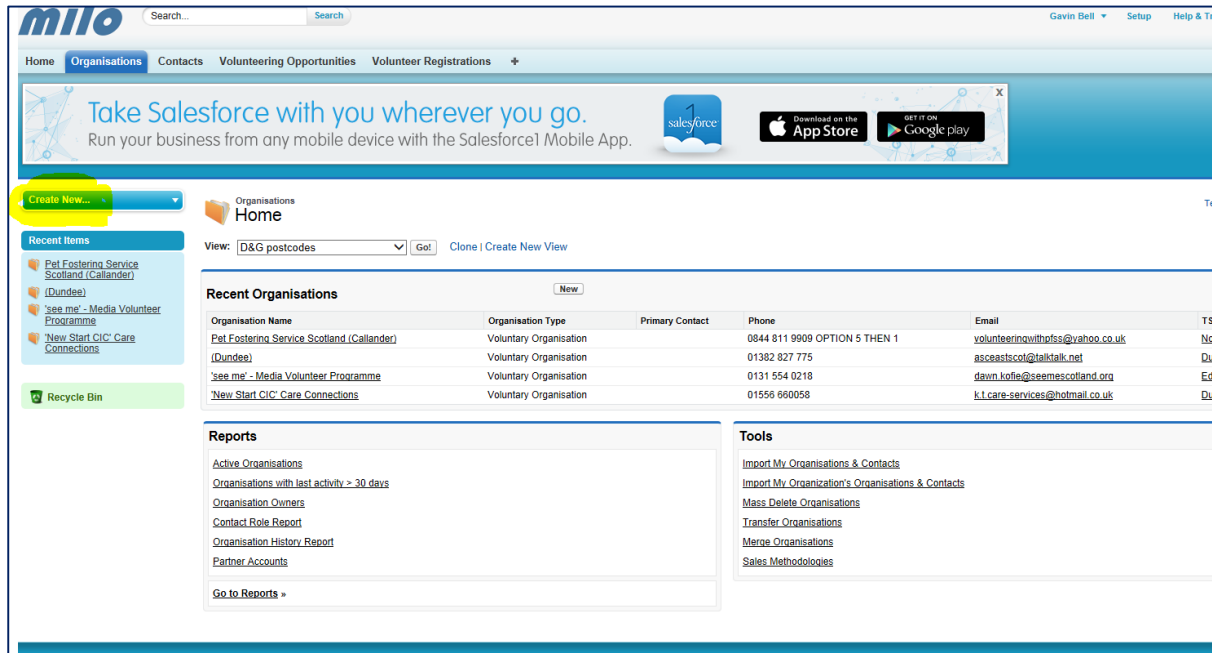 milo
Search...
Search
Gavin Bell
Setup
Help & Tr
Home
Organisations
Contacts
Volunteering Opportunities
Volunteer Registrations
+
Take Salesforce with you wherever you go.
Run your business from any mobile device with the Salesforce1 Mobile App.
1
salesforce
Download on the
App Store
GET IT ON
Google play
X
Create New...
Recent Items
Pet Fostering Service
Scotland (Callander)
(Dundee)
'see me' - Media Volunteer
Programme
'New Start CIC' Care
Connections
Recycle Bin
Organisations
Home
Te
View: D&G postcodes Go! Clone | Create New View
Recent Organisations New
Organisation Name Organisation Type Primary Contact Phone Email TS
Pet Fostering Service Scotland (Callander) Voluntary Organisation 0844 811 9909 OPTION 5 THEN 1 volunteeringwithpfss@yahoo.co.uk No
(Dundee) Voluntary Organisation 01382 827 775 asceastscot@talktalk.net Du
'see me' - Media Volunteer Programme Voluntary Organisation 0131 554 0218 dawn.kofie@seemescotland.org Ed
'New Start CIC' Care Connections Voluntary Organisation 01556 660058 k.t.care-services@hotmail.co.uk Du
Reports
Active Organisations
Organisations with last activity > 30 days
Organisation Owners
Contact Role Report
Organisation History Report
Partner Accounts
Go to Reports »
Tools
Import My Organisations & Contacts
Import My Organization's Organisations & Contacts
Mass Delete Organisations
Transfer Organisations
Merge Organisations
Sales Methodologies